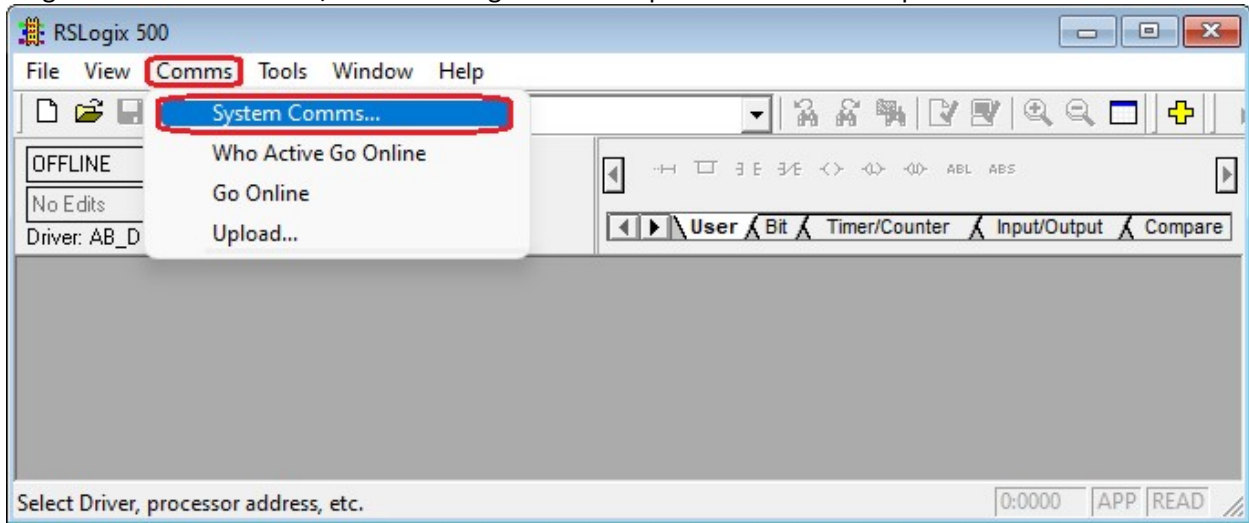 RSLogix 500
File View Comms Tools Window Help
System Comms...
Who Active Go Online
Go Online
Upload...
OFFLINE
No Edits
Driver: AB_D
ABL ABS
User Bit Timer/Counter Input/Output Compare
Select Driver, processor address, etc.
0:0000 APP READ